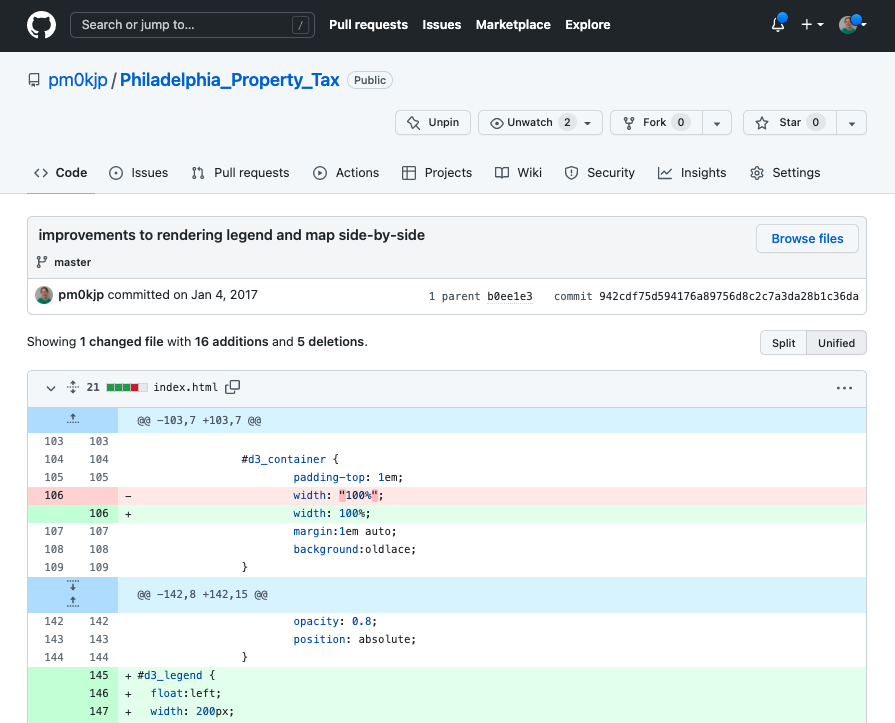 Search or jump to... / Pull requests Issues Marketplace Explore
pm0kjp / Philadelphia_Property_Tax Public
Unpin Unwatch 2 Fork 0 Star 0
Code Issues Pull requests Actions Projects Wiki Security Insights Settings
improvements to rendering legend and map side-by-side
Browse files
master
pm0kjp committed on Jan 4, 2017 1 parent b0ee1e3 commit 942cdf75d594176a89756d8c2c7a3da28b1c36da
Showing 1 changed file with 16 additions and 5 deletions. Split Unified
21 index.html ...
@@ -103,7 +103,7 @@
103 103
104 104 #d3_container {
105 105 padding-top: 1em;
106 - width: "100%";
106 + width: 100%;
107 107 margin:1em auto;
108 108 background:oldlace;
109 109 }
@@ -142,8 +142,15 @@
142 142 opacity: 0.8;
143 143 position: absolute;
144 144 }
145 + #d3_legend {
146 + float:left;
147 + width: 200px;